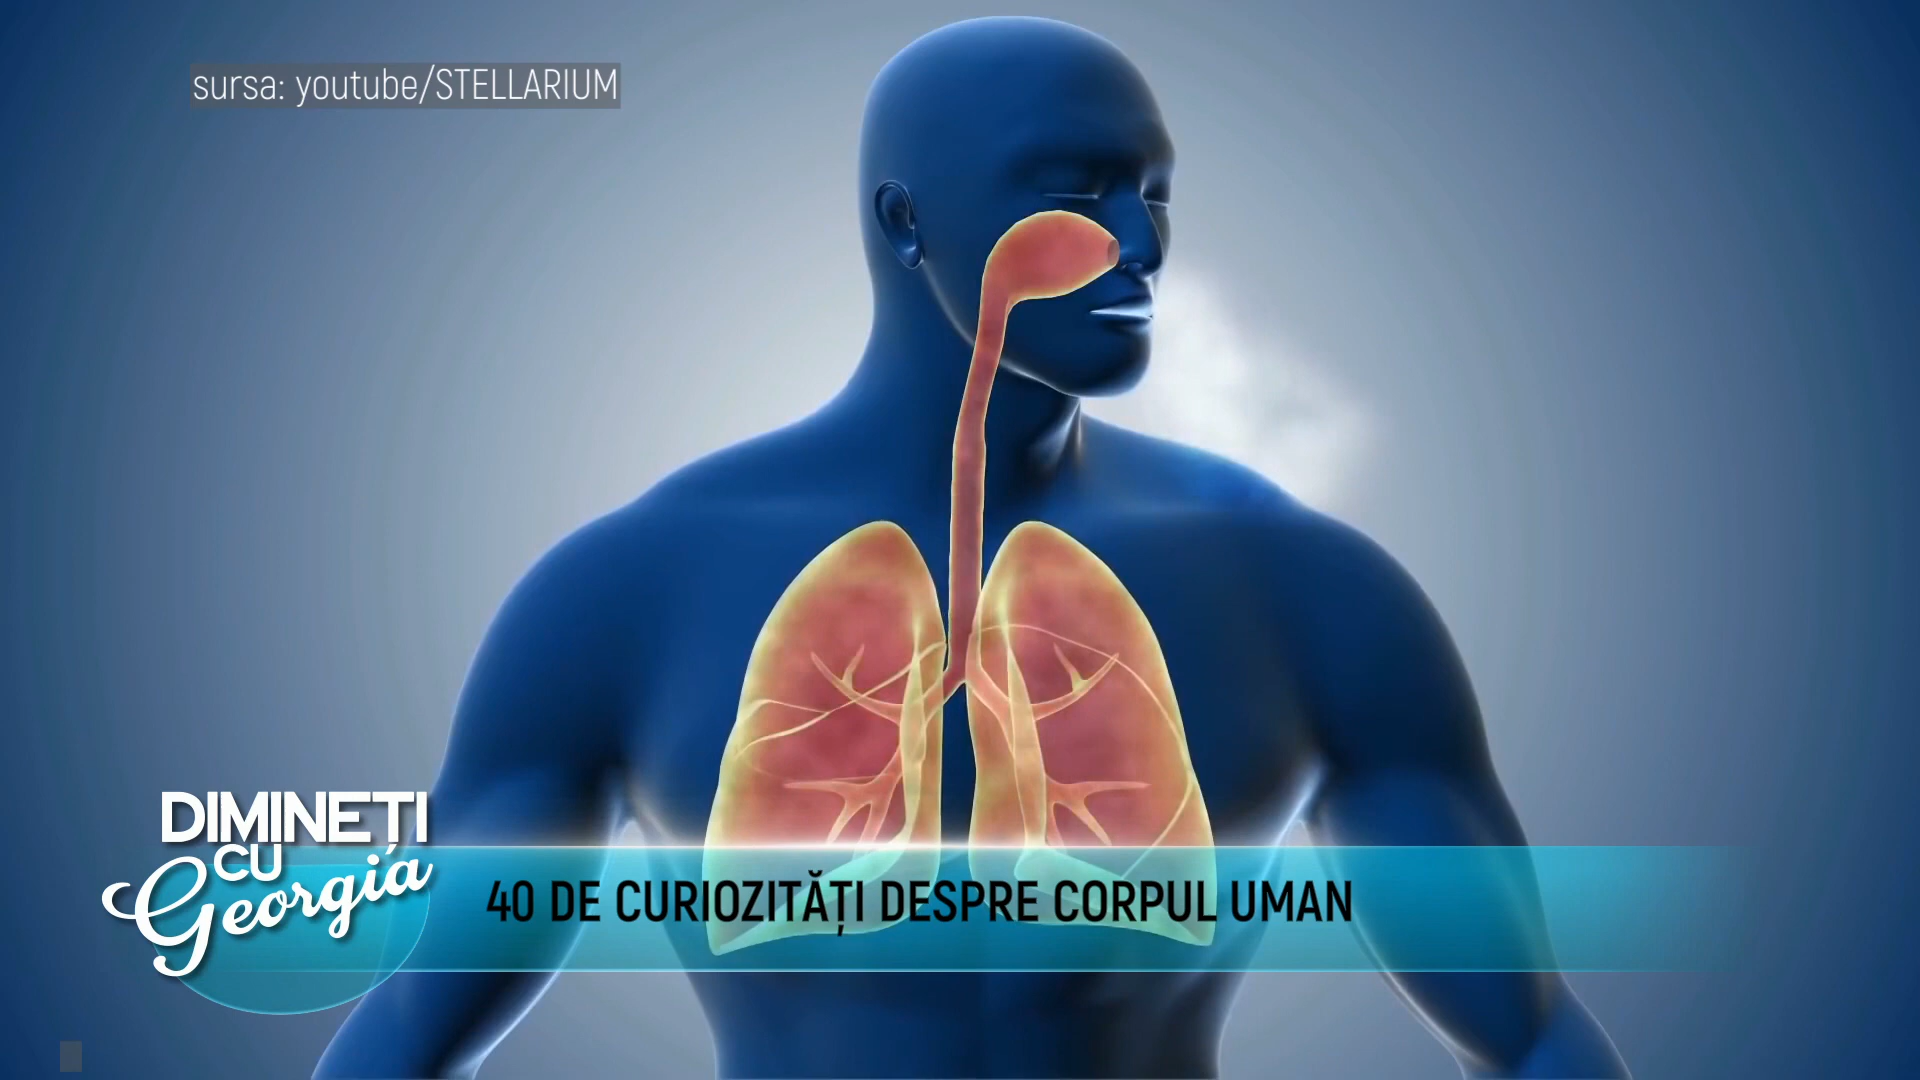 sursa: youtube/STELLARIUM
DIMINEȚI
CU
Georgia
40 DE CURIOZITĂȚI DESPRE CORPUL UMAN